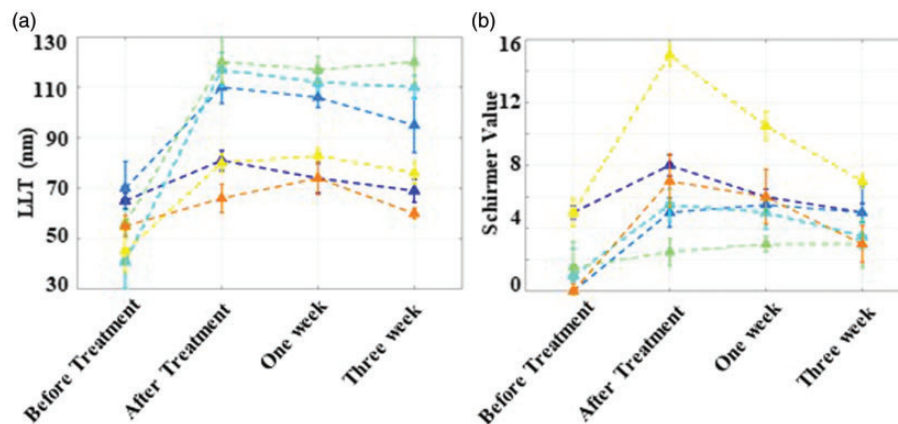 (a)
LLT (nm)
130
110
90
70
50
30
Before Treatment
After Treatment
One week
Three week
(b)
Schirmer Value
16
12
8
4
0
Before Treatment
After Treatment
One week
Three week